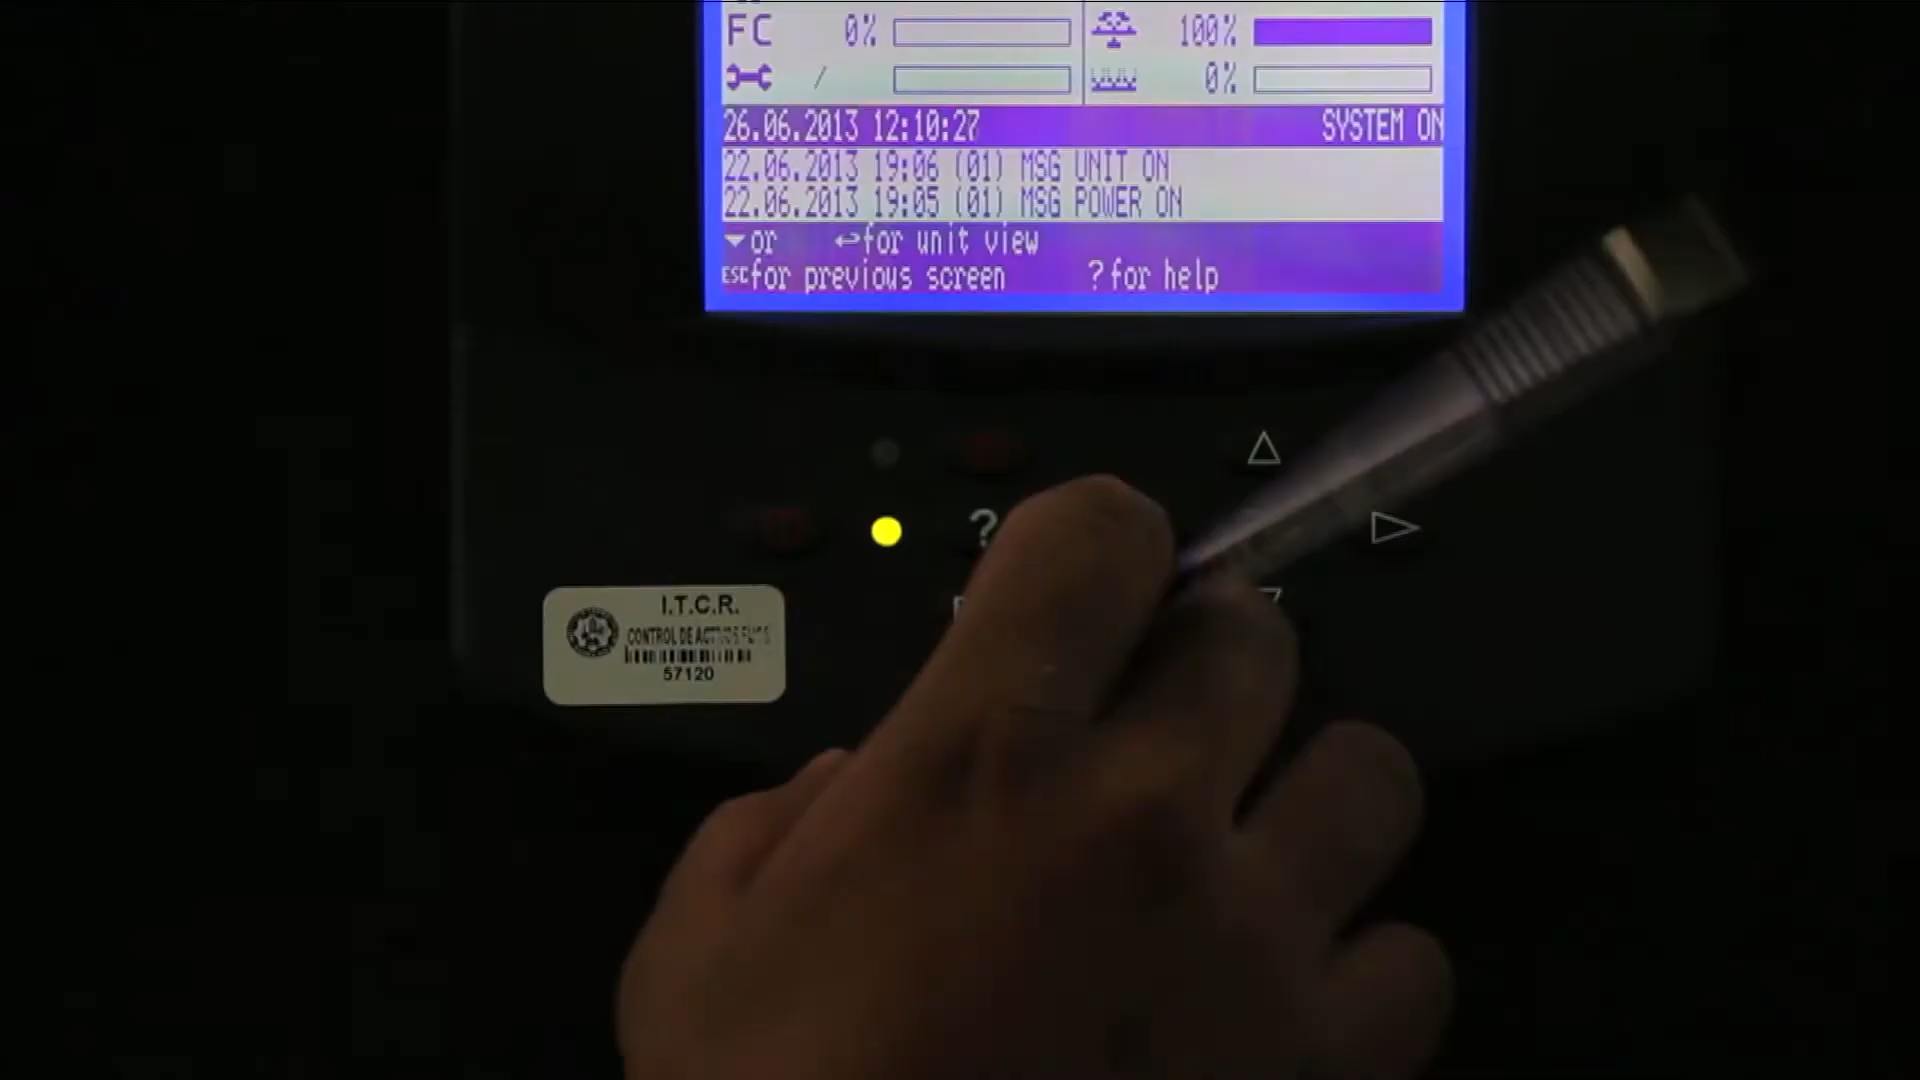 FC 0% 100%
/ 0%
26.06.2013 12:10:27 SYSTEM ON
22.06.2013 19:06 (01) MSG UNIT ON
22.06.2013 19:05 (01) MSG POWER ON
or for unit view
ESC for previous screen ? for help
?
I.T.C.R.
CONTROL DE
57120